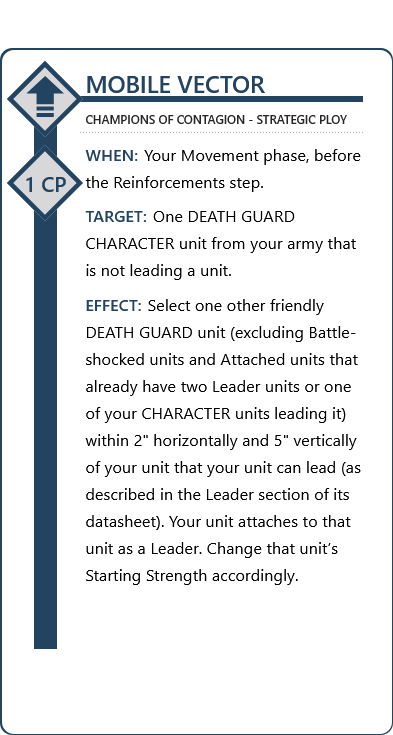 MOBILE VECTOR
CHAMPIONS OF CONTAGION - STRATEGIC PLOY
1 CP
WHEN: Your Movement phase, before
the Reinforcements step.
TARGET: One DEATH GUARD
CHARACTER unit from your army that
is not leading a unit.
EFFECT: Select one other friendly
DEATH GUARD unit (excluding Battle-
shocked units and Attached units that
already have two Leader units or one
of your CHARACTER units leading it)
within 2" horizontally and 5" vertically
of your unit that your unit can lead (as
described in the Leader section of its
datasheet). Your unit attaches to that
unit as a Leader. Change that unit’s
Starting Strength accordingly.